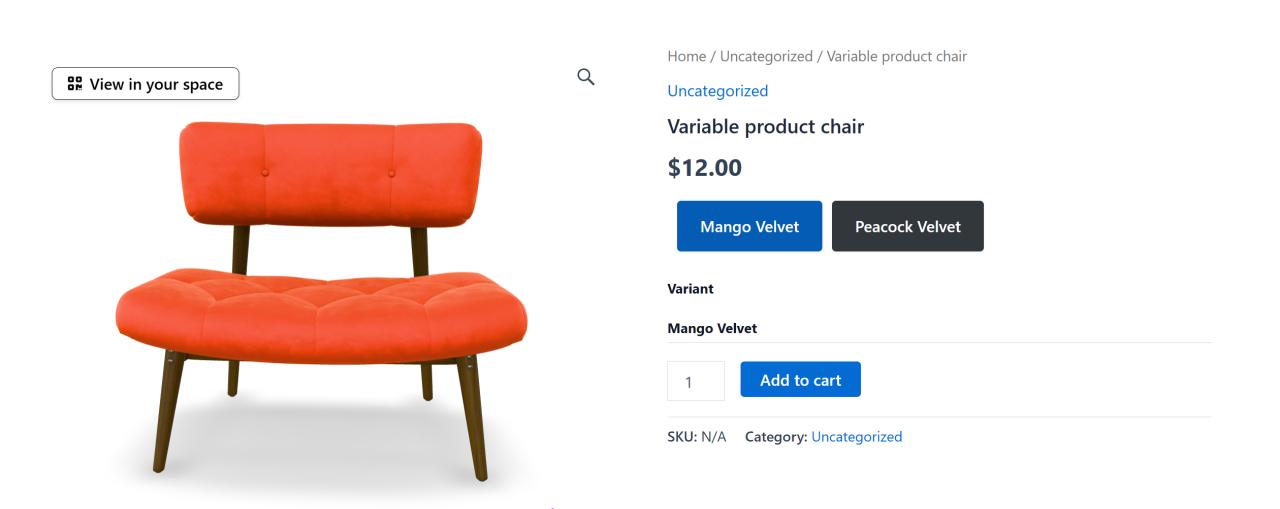 View in your space
Home / Uncategorized / Variable product chair
Uncategorized
Variable product chair
$12.00
Mango Velvet
Peacock Velvet
Variant
Mango Velvet
1
Add to cart
SKU: N/A Category: Uncategorized